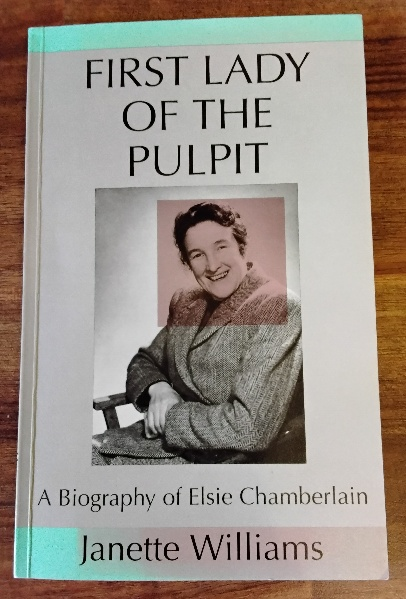 FIRST LADY
OF THE
PULPIT
A Biography of Elsie Chamberlain
Janette Williams